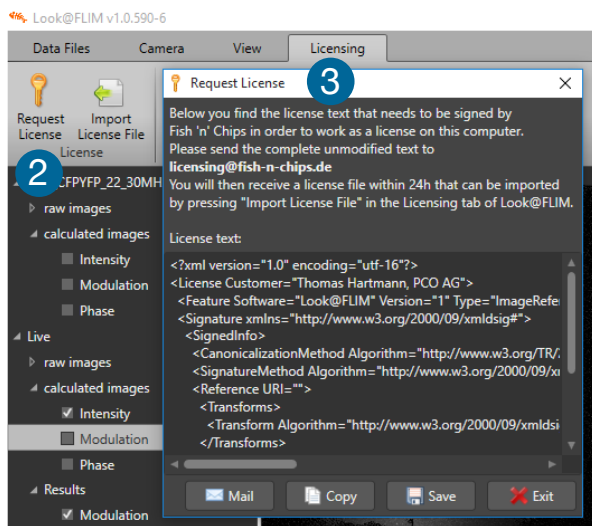 Look@FLIM v1.0.590-6
Data Files Camera View Licensing
Request License
Import License File
License
2
3
Request License
Below you find the license text that needs to be signed by
Fish 'n' Chips in order to work as a license on this computer.
Please send the complete unmodified text to
licensing@fish-n-chips.de
You will then receive a license file within 24h that can be imported
by pressing "Import License File" in the Licensing tab of Look@FLIM.
License text:
<?xml version="1.0" encoding="utf-16"?>
<License Customer="Thomas Hartmann, PCO AG">
<Feature Software="Look@FLIM" Version="1" Type="ImageRefe
<Signature xmlns="http://www.w3.org/2000/09/xmldsig#">
<SignedInfo>
<CanonicalizationMethod Algorithm="http://www.w3.org/TR/
<SignatureMethod Algorithm="http://www.w3.org/2000/09/x
<Reference URI="">
<Transforms>
<Transform Algorithm="http://www.w3.org/2000/09/xmldsi
</Transforms>
Mail Copy Save Exit
CFPYFP_22_30MH
raw images
calculated images
Intensity
Modulation
Phase
Live
raw images
calculated images
Intensity
Modulation
Phase
Results
Modulation